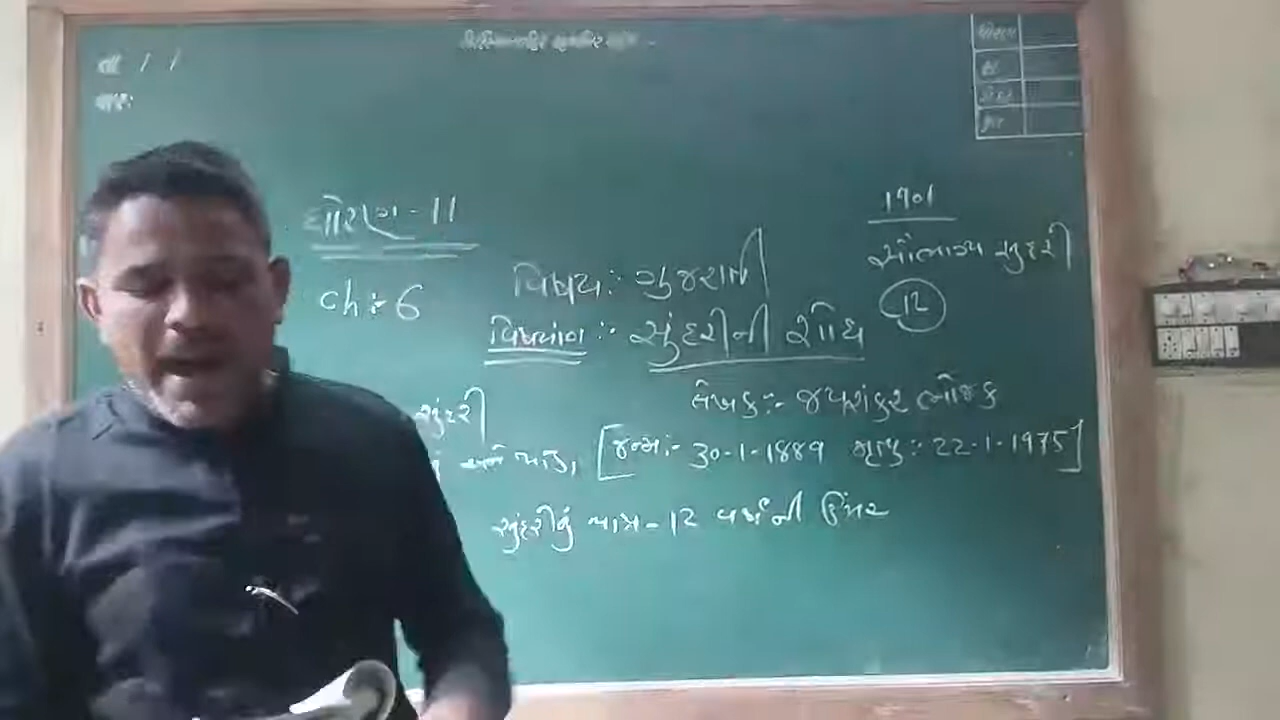 તા / /
વાર:
ધોરણ - 11
1901
સૌભાગ્ય સુંદરી
ch :- 6
વિષય :- ગુજરાતી
12
વિષયાંગ :- સુંદરીની શોધ
લેખક :- જયશંકર ભોજક
સુંદરી
[જન્મ :- 30-1-1889 મૃત્યુ :- 22-1-1975]
સુંદરીનું પાત્ર - 12 વર્ષની ઉંમર